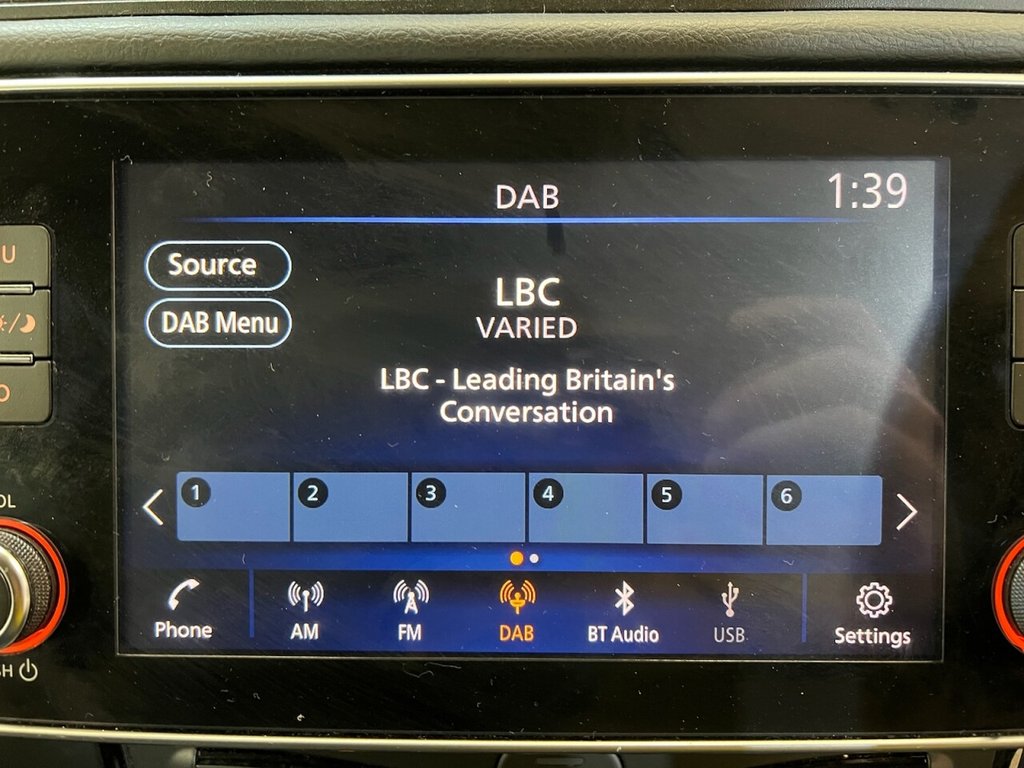 DAB
1:39
Source
DAB Menu
LBC
VARIED
LBC - Leading Britain's
Conversation
1 2 3 4 5 6
Phone AM FM DAB BT Audio USB Settings